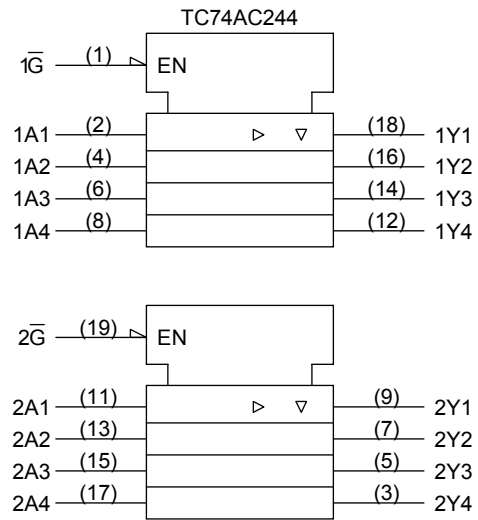 TC74AC244
1G̅ (1) EN
1A1 (2) (18) 1Y1
1A2 (4) (16) 1Y2
1A3 (6) (14) 1Y3
1A4 (8) (12) 1Y4
2G̅ (19) EN
2A1 (11) (9) 2Y1
2A2 (13) (7) 2Y2
2A3 (15) (5) 2Y3
2A4 (17) (3) 2Y4